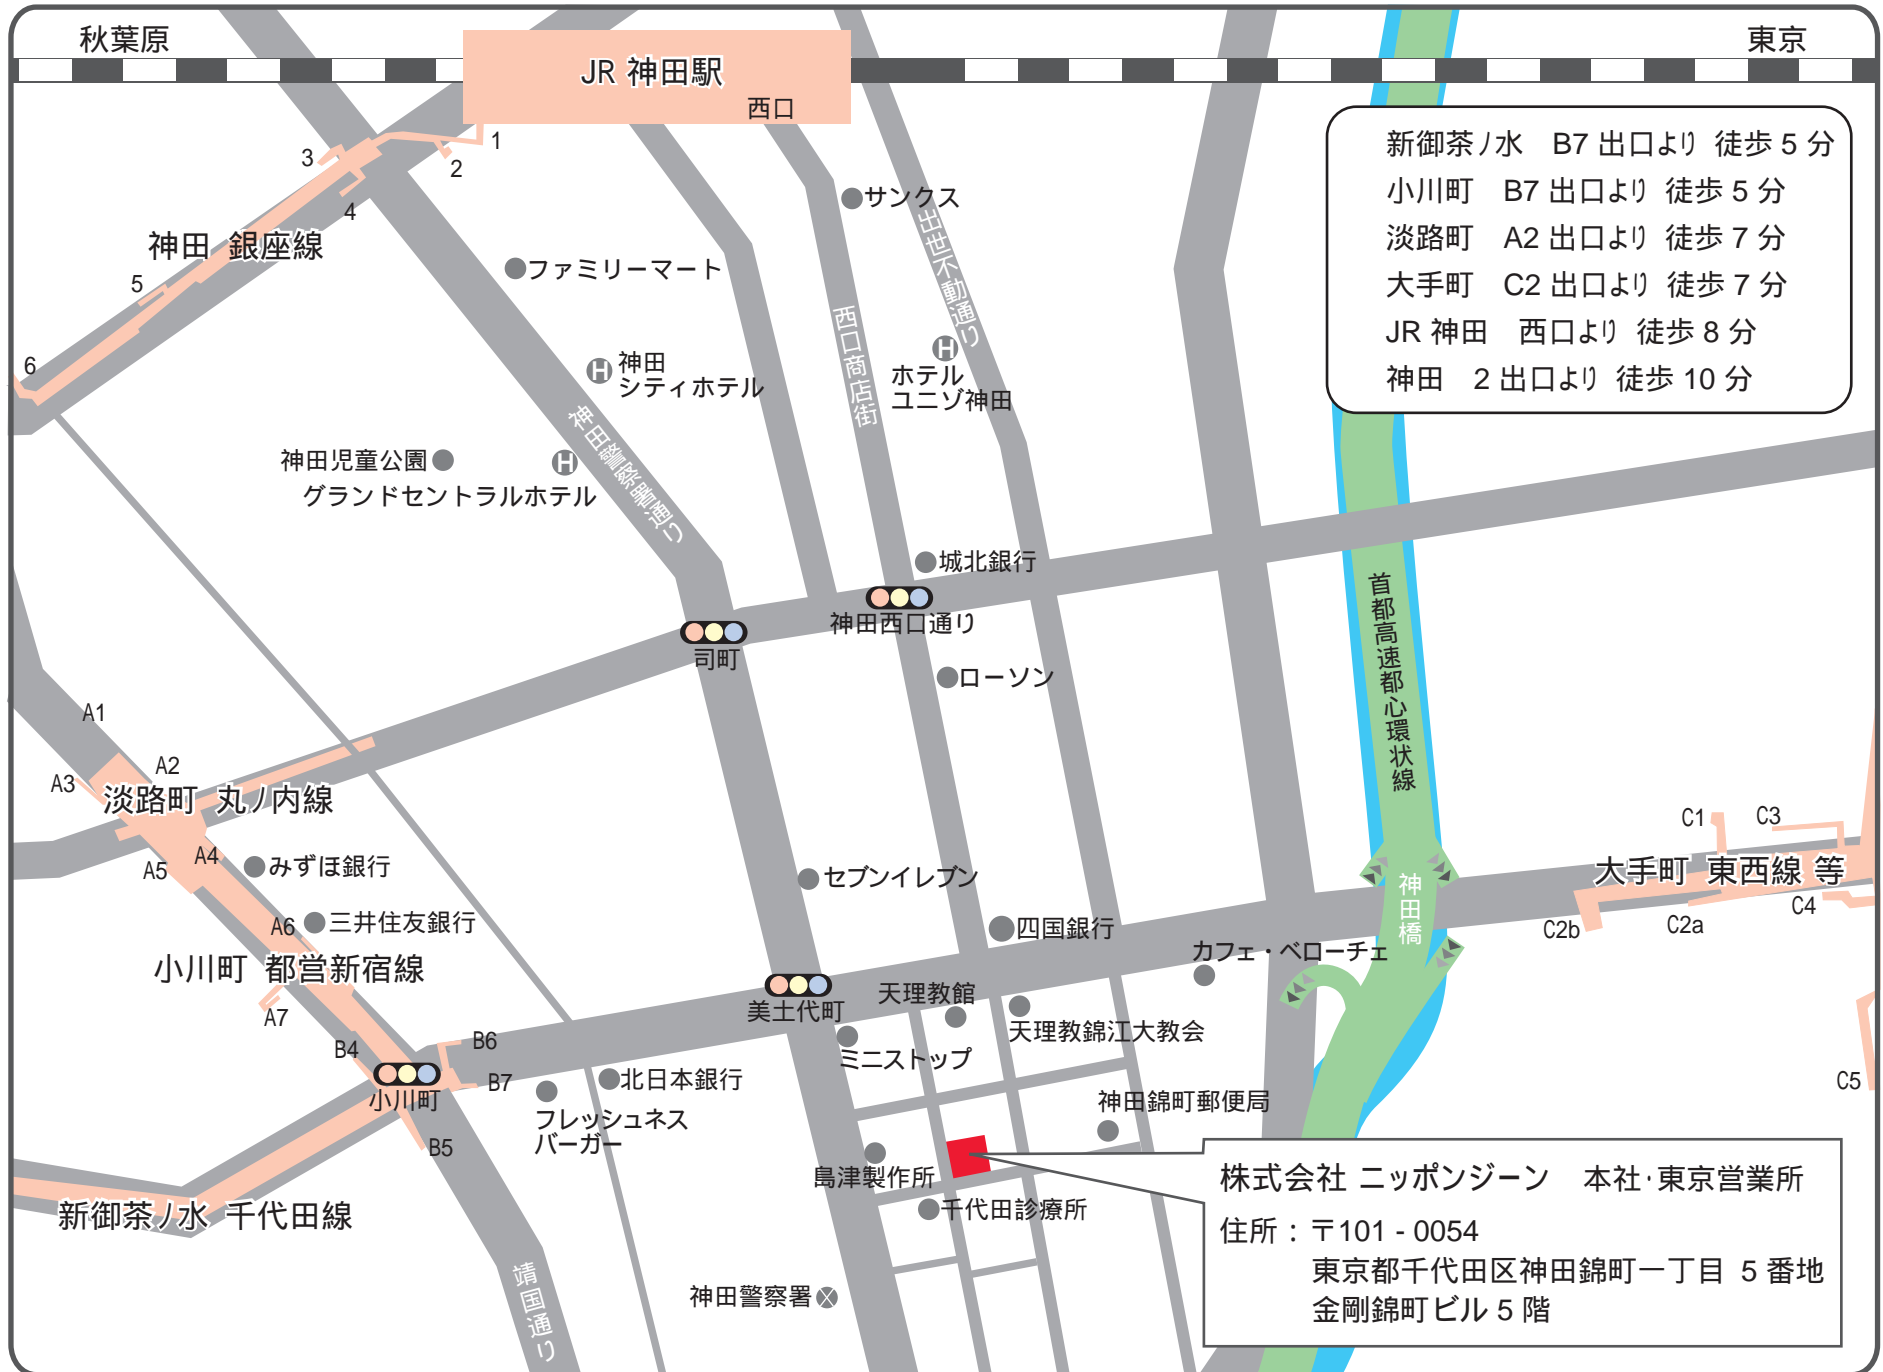 秋葉原
東京
JR 神田駅
西口
1
2
3
4
5
6
神田 銀座線
新御茶ノ水 B7 出口より 徒歩 5 分
小川町 B7 出口より 徒歩 5 分
淡路町 A2 出口より 徒歩 7 分
大手町 C2 出口より 徒歩 7 分
JR 神田 西口より 徒歩 8 分
神田 2 出口より 徒歩 10 分
サンクス
出世不動通り
ファミリーマート
西口商店街
H
神田
シティホテル
H
ホテル
ユニゾ神田
神田警察署通り
神田児童公園
H
グランドセントラルホテル
城北銀行
神田西口通り
司町
ローソン
首都高速都心環状線
A1
A2
A3
淡路町 丸ノ内線
A4
A5
みずほ銀行
A6
三井住友銀行
小川町 都営新宿線
A7
セブンイレブン
四国銀行
カフェ・ベローチェ
神田橋
C1
C3
大手町 東西線 等
C2b
C2a
C4
C5
美土代町
天理教館
天理教錦江大教会
ミニストップ
B4
B6
B7
小川町
B5
北日本銀行
フレッシュネス
バーガー
神田錦町郵便局
島津製作所
千代田診療所
新御茶ノ水 千代田線
靖国通り
神田警察署
株式会社 ニッポンジーン 本社・東京営業所
住所：〒101 - 0054
東京都千代田区神田錦町一丁目 5 番地
金剛錦町ビル 5 階